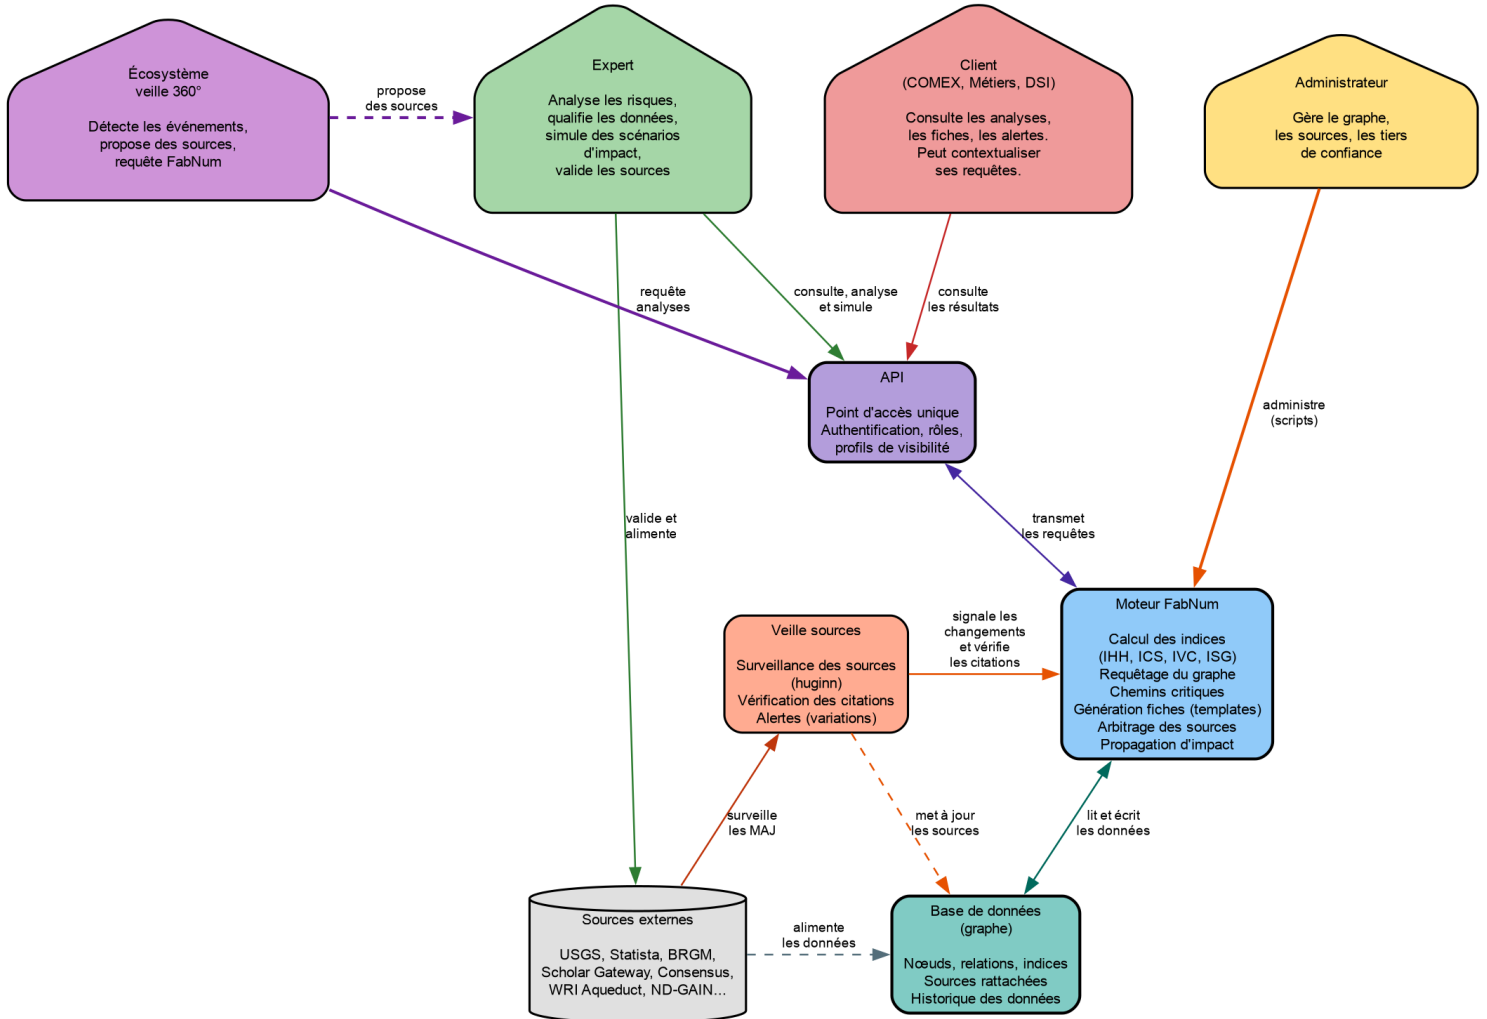 Écosystème
veille 360°
Détecte les événements,
propose des sources,
requête FabNum
propose
des sources
Expert
Analyse les risques,
qualifie les données,
simule des scénarios
d'impact,
valide les sources
Client
(COMEX, Métiers, DSI)
Consulte les analyses,
les fiches, les alertes.
Peut contextualiser
ses requêtes.
Administrateur
Gère le graphe,
les sources, les tiers
de confiance
requête
analyses
consulte, analyse
et simule
consulte
les résultats
API
Point d'accès unique
Authentification, rôles,
profils de visibilité
administre
(scripts)
valide et
alimente
transmet
les requêtes
Veille sources
Surveillance des sources
(huginn)
Vérification des citations
Alertes (variations)
signale les
changements
et vérifie
les citations
Moteur FabNum
Calcul des indices
(IHH, ICS, IVC, ISG)
Requêtage du graphe
Chemins critiques
Génération fiches (templates)
Arbitrage des sources
Propagation d'impact
surveille
les MAJ
met à jour
les sources
lit et écrit
les données
Sources externes
USGS, Statista, BRGM,
Scholar Gateway, Consensus,
WRI Aqueduct, ND-GAIN...
alimente
les données
Base de données
(graphe)
Nœuds, relations, indices
Sources rattachées
Historique des données